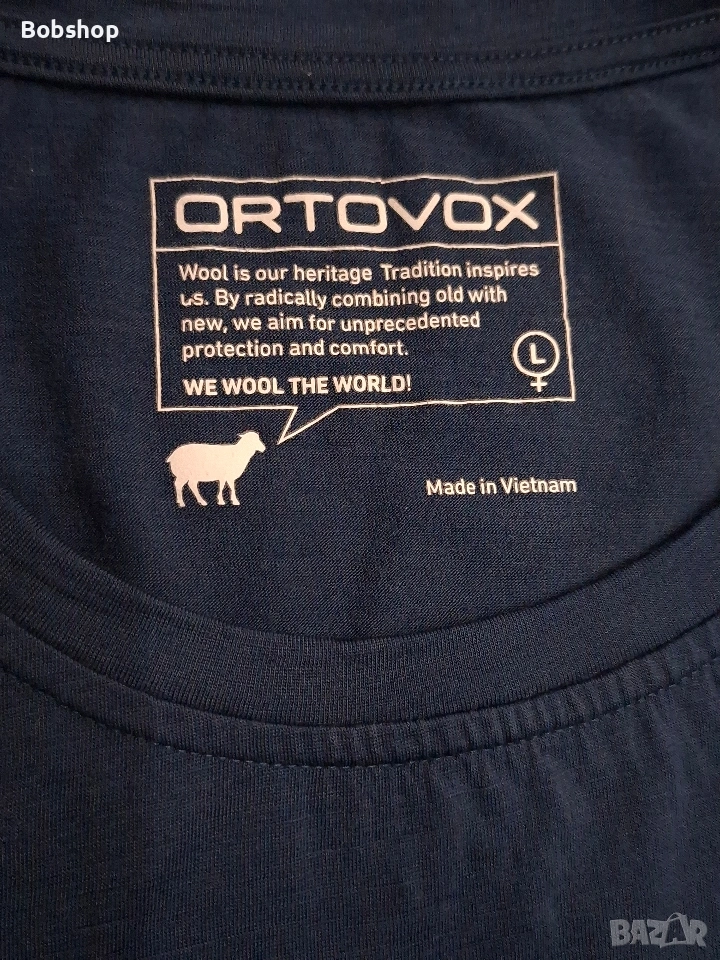 Bobshop
ORTOVOX
Wool is our heritage Tradition inspires
us. By radically combining old with
new, we aim for unprecedented
protection and comfort.
WE WOOL THE WORLD!
L
Made in Vietnam
BAZAR